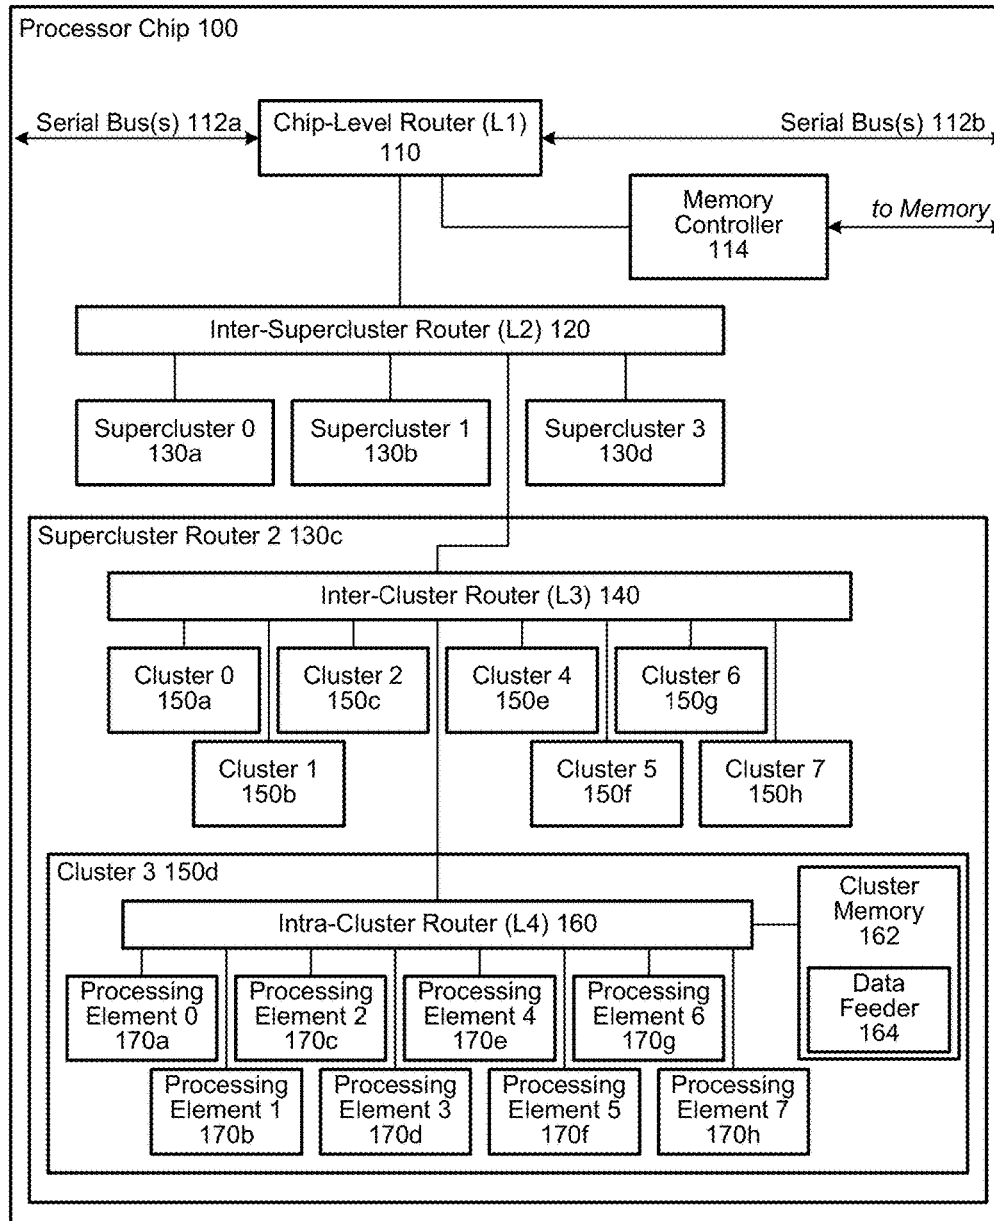 Processor Chip 100
Serial Bus(s) 112a
Chip-Level Router (L1)
110
Serial Bus(s) 112b
Memory
Controller
114
to Memory
Inter-Supercluster Router (L2) 120
Supercluster 0
130a
Supercluster 1
130b
Supercluster 3
130d
Supercluster Router 2 130c
Inter-Cluster Router (L3) 140
Cluster 0
150a
Cluster 2
150c
Cluster 4
150e
Cluster 6
150g
Cluster 1
150b
Cluster 5
150f
Cluster 7
150h
Cluster 3 150d
Intra-Cluster Router (L4) 160
Cluster
Memory
162
Data
Feeder
164
Processing
Element 0
170a
Processing
Element 2
170c
Processing
Element 4
170e
Processing
Element 6
170g
Processing
Element 1
170b
Processing
Element 3
170d
Processing
Element 5
170f
Processing
Element 7
170h